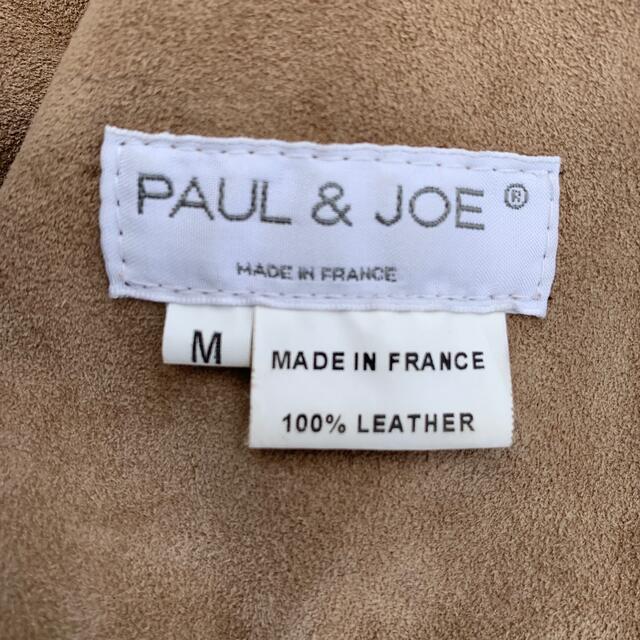 PAUL & JOE ®
MADE IN FRANCE
M
MADE IN FRANCE
100% LEATHER